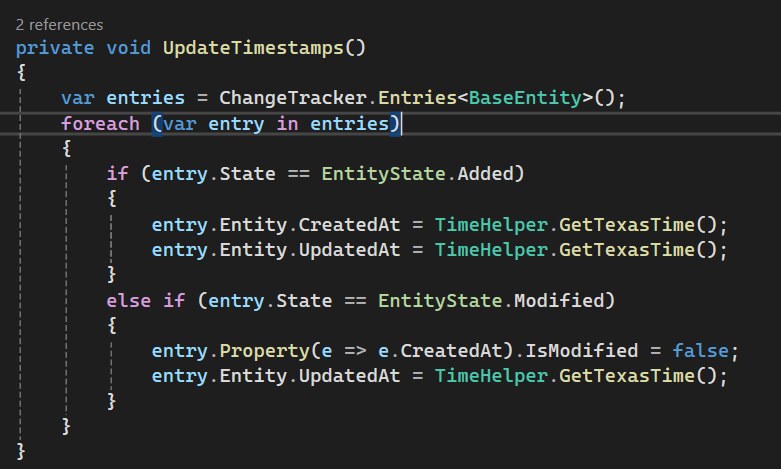 2 references
private void UpdateTimestamps()
{
    var entries = ChangeTracker.Entries<BaseEntity>();
    foreach (var entry in entries)
    {
        if (entry.State == EntityState.Added)
        {
            entry.Entity.CreatedAt = TimeHelper.GetTexasTime();
            entry.Entity.UpdatedAt = TimeHelper.GetTexasTime();
        }
        else if (entry.State == EntityState.Modified)
        {
            entry.Property(e => e.CreatedAt).IsModified = false;
            entry.Entity.UpdatedAt = TimeHelper.GetTexasTime();
        }
    }
}